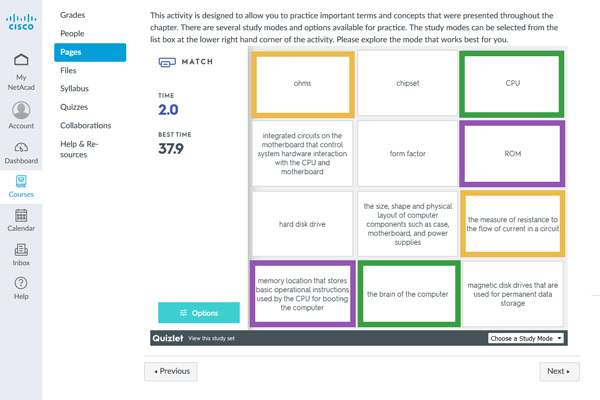 CISCO
My
NetAcad
Account
Dashboard
Courses
Calendar
Inbox
Help
Grades
People
Pages
Files
Syllabus
Quizzes
Collaborations
Help & Re-
sources
This activity is designed to allow you to practice important terms and concepts that were presented throughout the
chapter. There are several study modes and options available for practice. The study modes can be selected from the
list box at the lower right hand corner of the activity. Please explore the mode that works best for you.
MATCH
TIME
2.0
BEST TIME
37.9
Options
ohms
chipset
CPU
integrated circuits on the
motherboard that control
system hardware interaction
with the CPU and
motherboard
form factor
ROM
hard disk drive
the size, shape and physical
layout of computer
components such as case,
motherboard, and power
supplies
the measure of resistance to
the flow of current in a circuit
memory location that stores
basic operational instructions
used by the CPU for booting
the computer
the brain of the computer
magnetic disk drives that are
used for permanent data
storage
Quizlet View this study set
Choose a Study Mode
Previous
Next